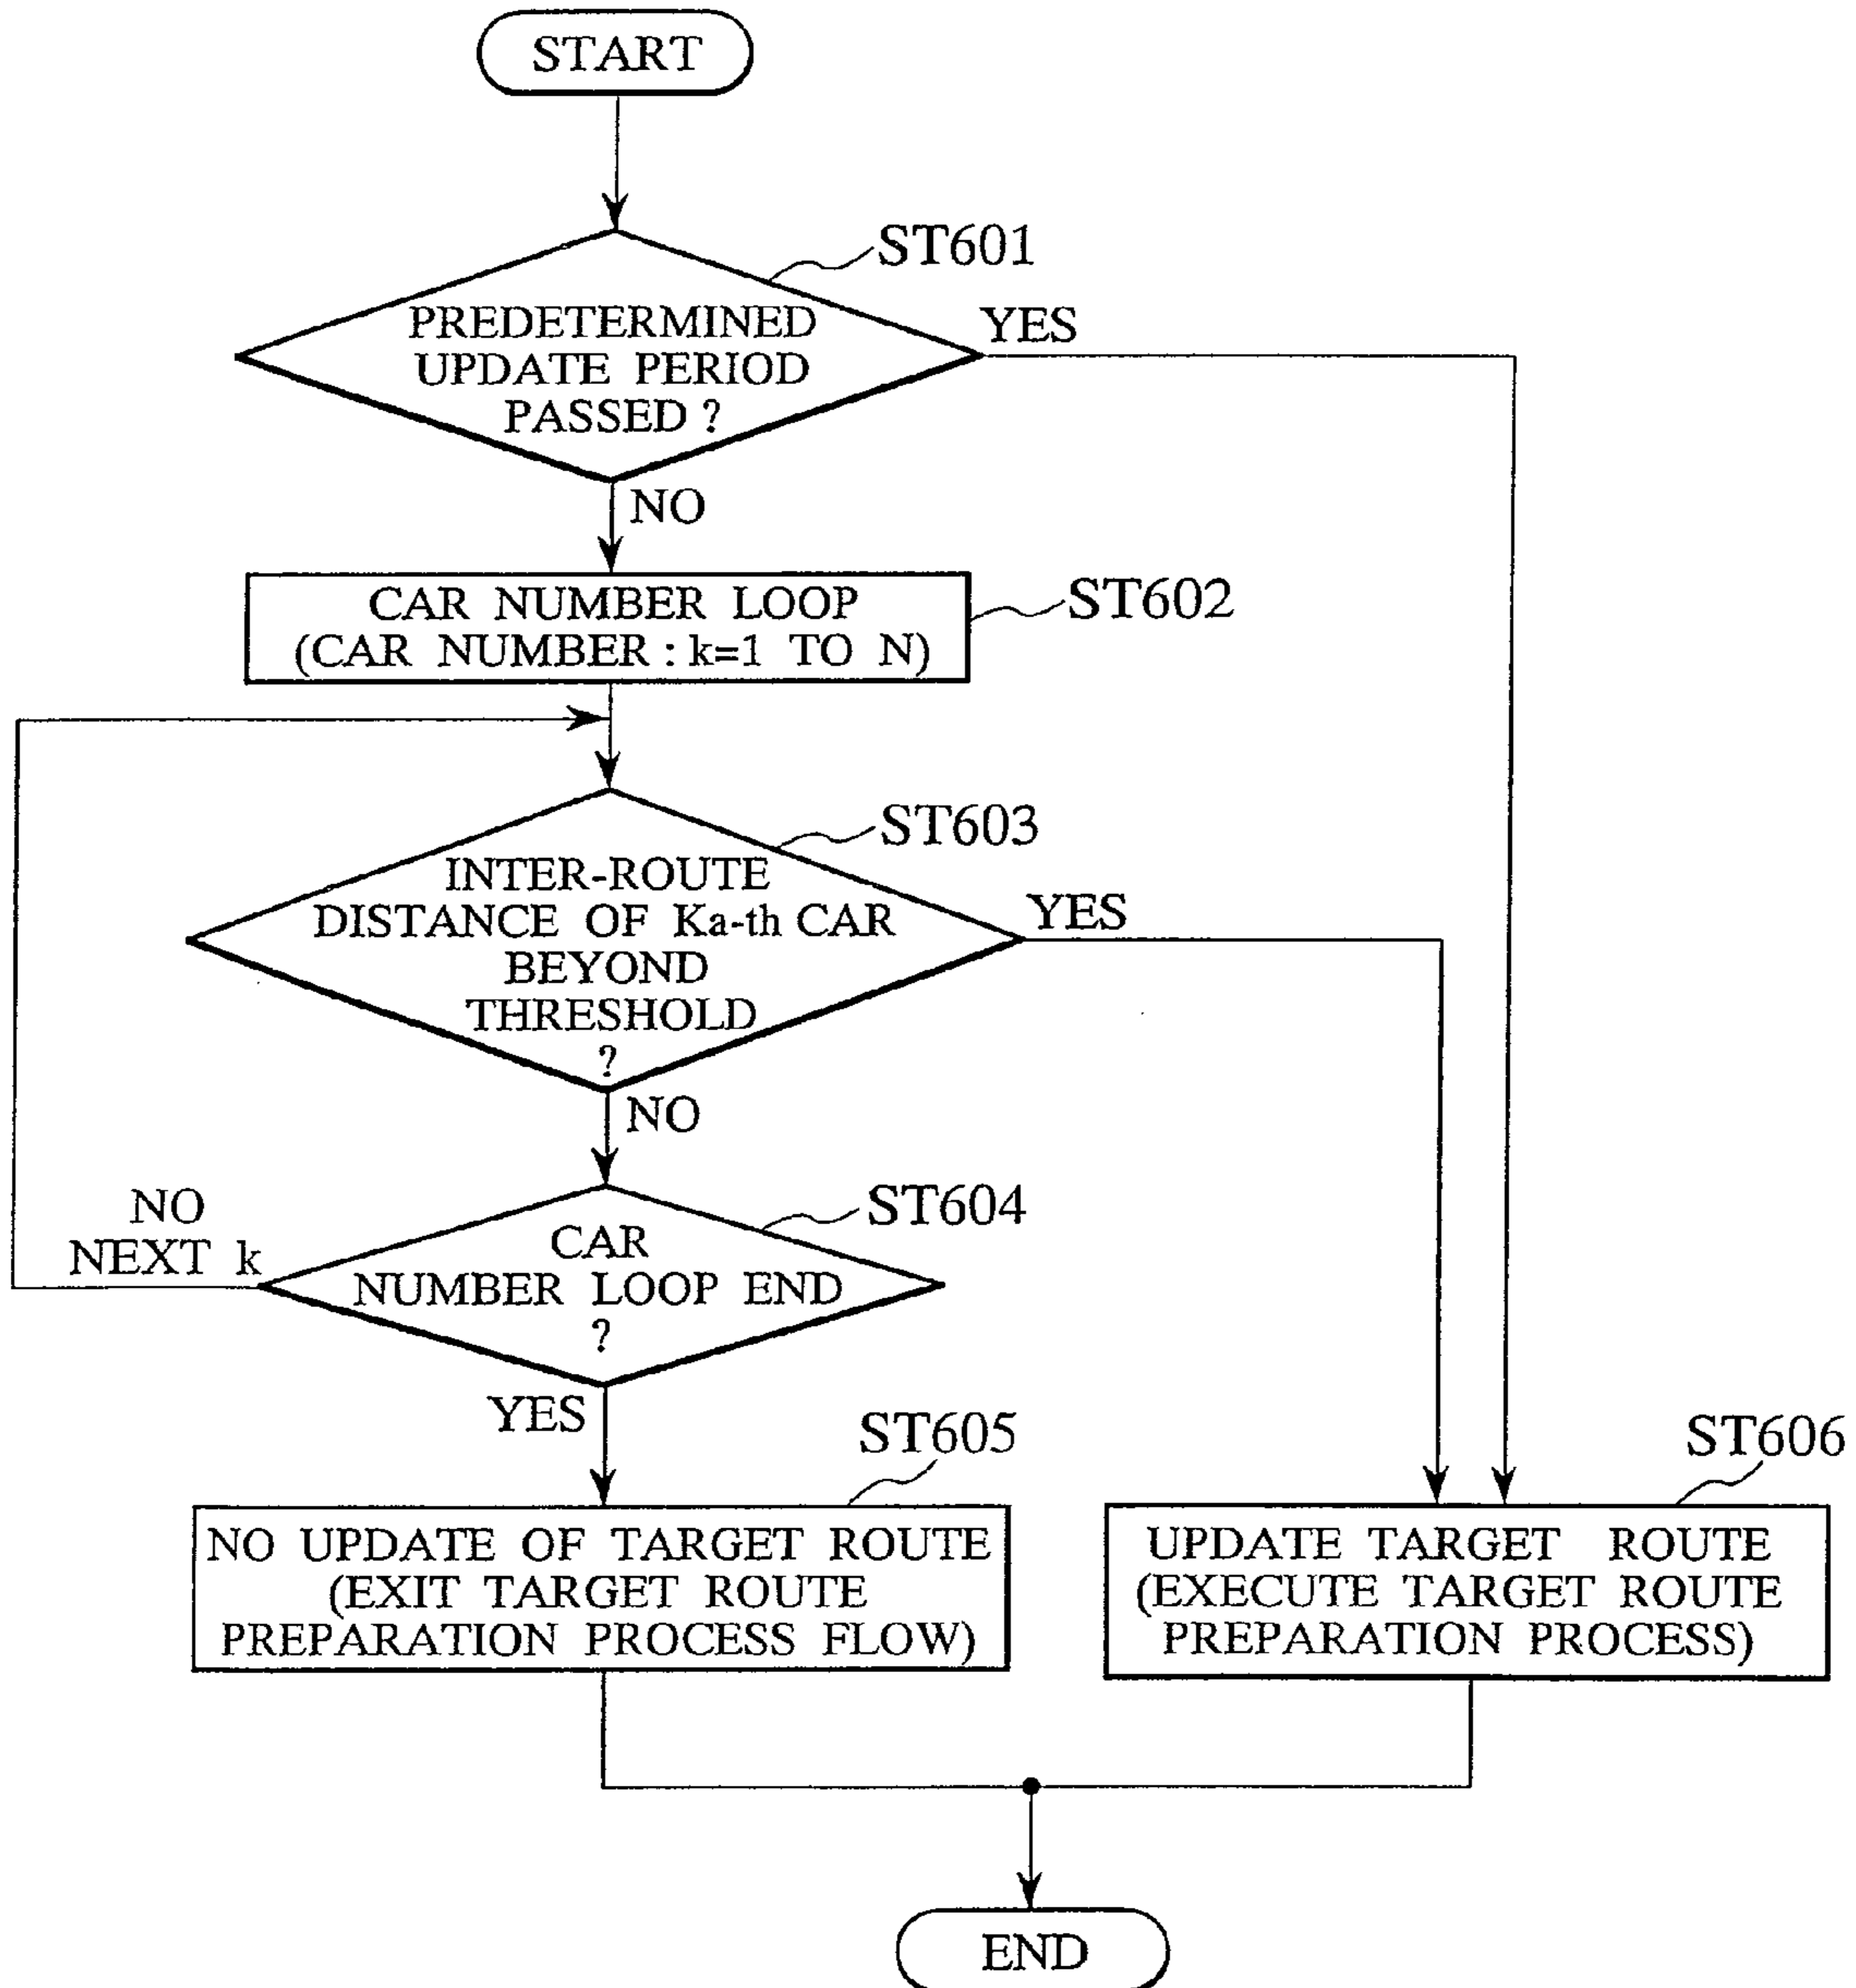 START
ST601
PREDETERMINED
UPDATE PERIOD
PASSED ?
YES
NO
CAR NUMBER LOOP
(CAR NUMBER : k=1 TO N)
ST602
ST603
INTER-ROUTE
DISTANCE OF Ka-th CAR
BEYOND
THRESHOLD
?
YES
NO
ST604
CAR
NUMBER LOOP END
?
NO
NEXT k
YES
ST605
NO UPDATE OF TARGET ROUTE
(EXIT TARGET ROUTE
PREPARATION PROCESS FLOW)
ST606
UPDATE TARGET ROUTE
(EXECUTE TARGET ROUTE
PREPARATION PROCESS)
END